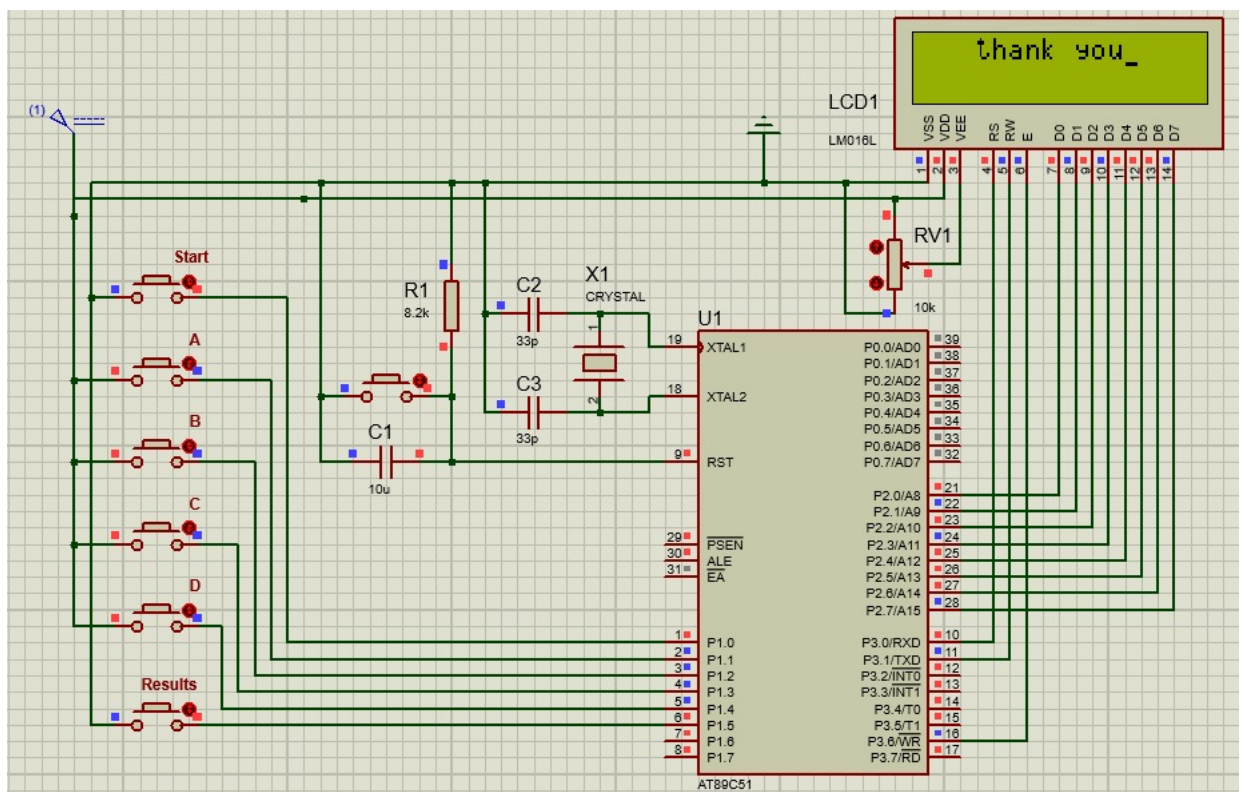 thank you_
(1)
LCD1
LM016L
VSS
VDD
VEE
RS
RW
E
D0
D1
D2
D3
D4
D5
D6
D7
1
2
3
4
5
6
7
8
9
10
11
12
13
14
RV1
10k
Start
A
B
C
D
Results
R1
8.2k
C1
10u
C2
33p
C3
33p
X1
CRYSTAL
1
2
U1
19 XTAL1
18 XTAL2
9 RST
29 PSEN
30 ALE
31 EA
1 P1.0
2 P1.1
3 P1.2
4 P1.3
5 P1.4
6 P1.5
7 P1.6
8 P1.7
P0.0/AD0 39
P0.1/AD1 38
P0.2/AD2 37
P0.3/AD3 36
P0.4/AD4 35
P0.5/AD5 34
P0.6/AD6 33
P0.7/AD7 32
P2.0/A8 21
P2.1/A9 22
P2.2/A10 23
P2.3/A11 24
P2.4/A12 25
P2.5/A13 26
P2.6/A14 27
P2.7/A15 28
P3.0/RXD 10
P3.1/TXD 11
P3.2/INT0 12
P3.3/INT1 13
P3.4/T0 14
P3.5/T1 15
P3.6/WR 16
P3.7/RD 17
AT89C51